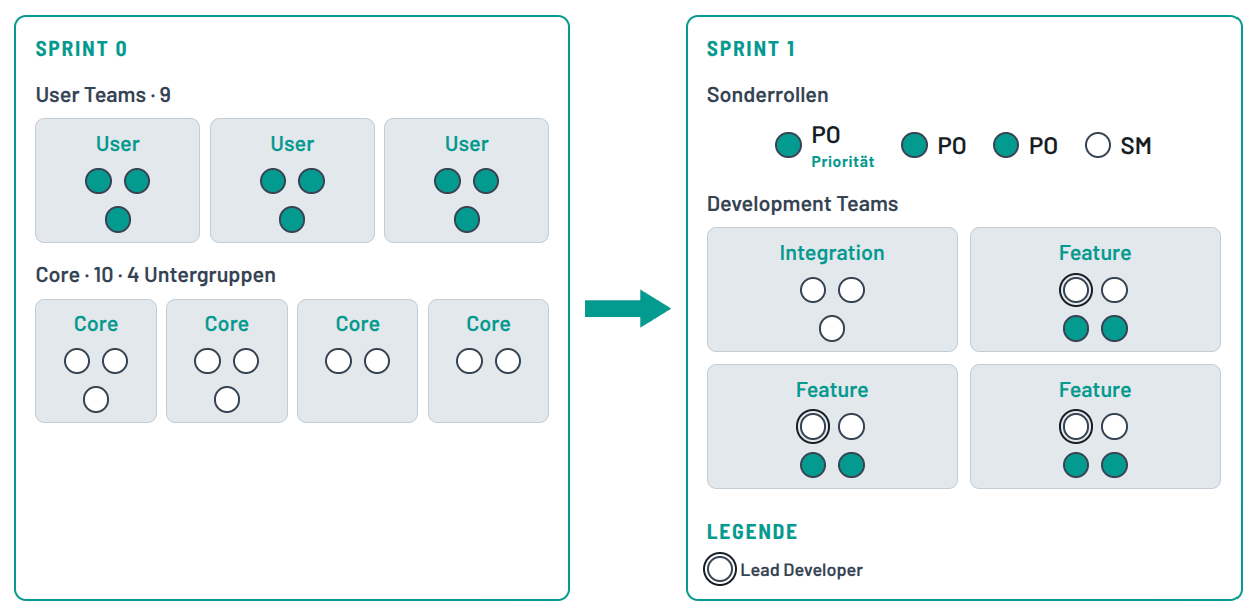 SPRINT 0
User Teams · 9
User
User
User
Core · 10 · 4 Untergruppen
Core
Core
Core
Core
SPRINT 1
Sonderrollen
PO
Priorität
PO
PO
SM
Development Teams
Integration
Feature
Feature
Feature
LEGENDE
Lead Developer